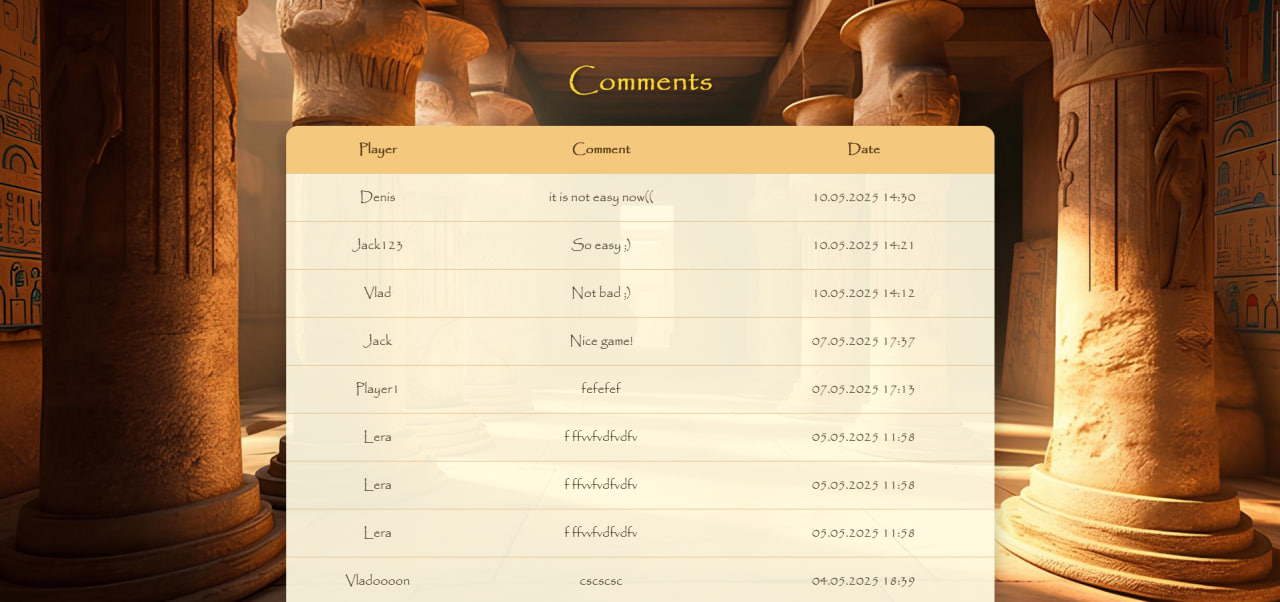 Comments
Player Comment Date
Denis it is not easy now(( 10.05.2025 14:30
Jack123 So easy ;) 10.05.2025 14:21
Vlad Not bad ;) 10.05.2025 14:12
Jack Nice game! 07.05.2025 17:37
Player1 fefefef 07.05.2025 17:13
Lera f ffvvfvdfvdfv 05.05.2025 11:58
Lera f ffvvfvdfvdfv 05.05.2025 11:58
Lera f ffvvfvdfvdfv 05.05.2025 11:58
Vladoooon cscscsc 04.05.2025 18:39